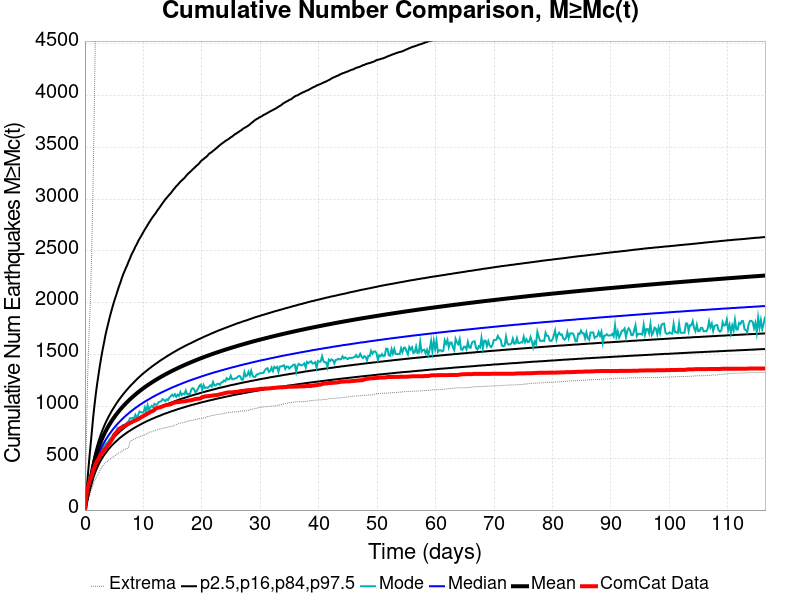 Cumulative Number Comparison, M≥Mc(t)
Cumulative Num Earthquakes M≥Mc(t)
4500
4000
3500
3000
2500
2000
1500
1000
500
0
0 10 20 30 40 50 60 70 80 90 100 110
Time (days)
Extrema p2.5,p16,p84,p97.5 Mode Median Mean ComCat Data